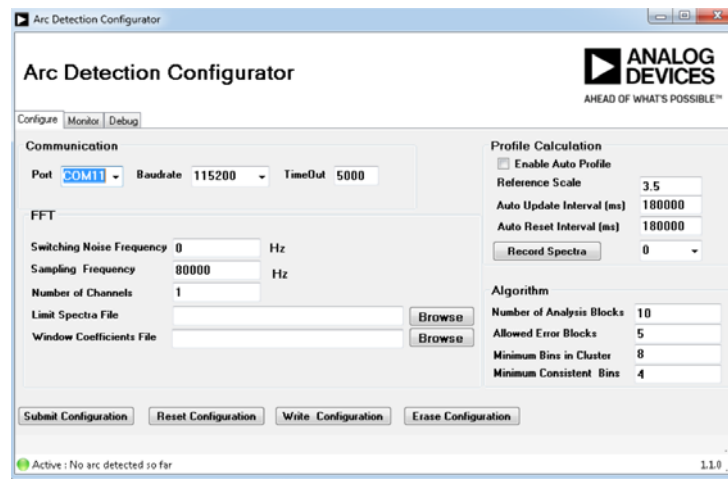 Arc Detection Configurator
Arc Detection Configurator
ANALOG
DEVICES
AHEAD OF WHAT'S POSSIBLE™
Configure Monitor Debug
Communication
Port COM11 Baudrate 115200 TimeOut 5000
FFT
Switching Noise Frequency 0 Hz
Sampling Frequency 80000 Hz
Number of Channels 1
Limit Spectra File Browse
Window Coefficients File Browse
Profile Calculation
Enable Auto Profile
Reference Scale 3.5
Auto Update Interval (ms) 180000
Auto Reset Interval (ms) 180000
Record Spectra 0
Algorithm
Number of Analysis Blocks 10
Allowed Error Blocks 5
Minimum Bins in Cluster 8
Minimum Consistent Bins 4
Submit Configuration Reset Configuration Write Configuration Erase Configuration
Active : No arc detected so far 1.1.0